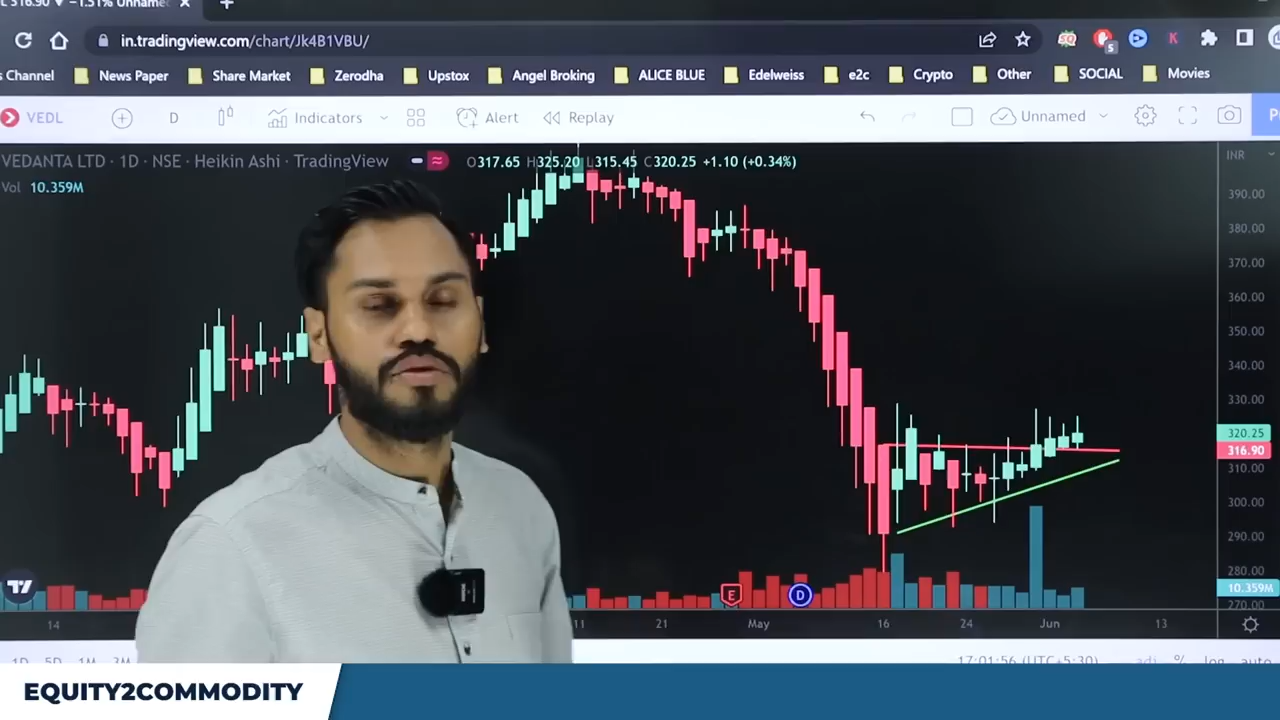 L 316.90 ▼ −1.51% Unname
in.tradingview.com/chart/Jk4B1VBU/
s Channel News Paper Share Market Zerodha Upstox Angel Broking ALICE BLUE Edelweiss e2c Crypto Other SOCIAL Movies
VEDL D Indicators Alert Replay Unnamed P
VEDANTA LTD · 1D · NSE · Heikin Ashi · TradingView O317.65 H325.20 L315.45 C320.25 +1.10 (+0.34%) INR
Vol 10.359M
390.00
380.00
370.00
360.00
350.00
340.00
330.00
320.25
316.90
310.00
300.00
290.00
280.00
10.359M
270.00
E D
14 11 21 May 16 24 Jun 13
1D 5D 1M 3M 17:01:56 (UTC+5:30) adj % log auto
EQUITY2COMMODITY